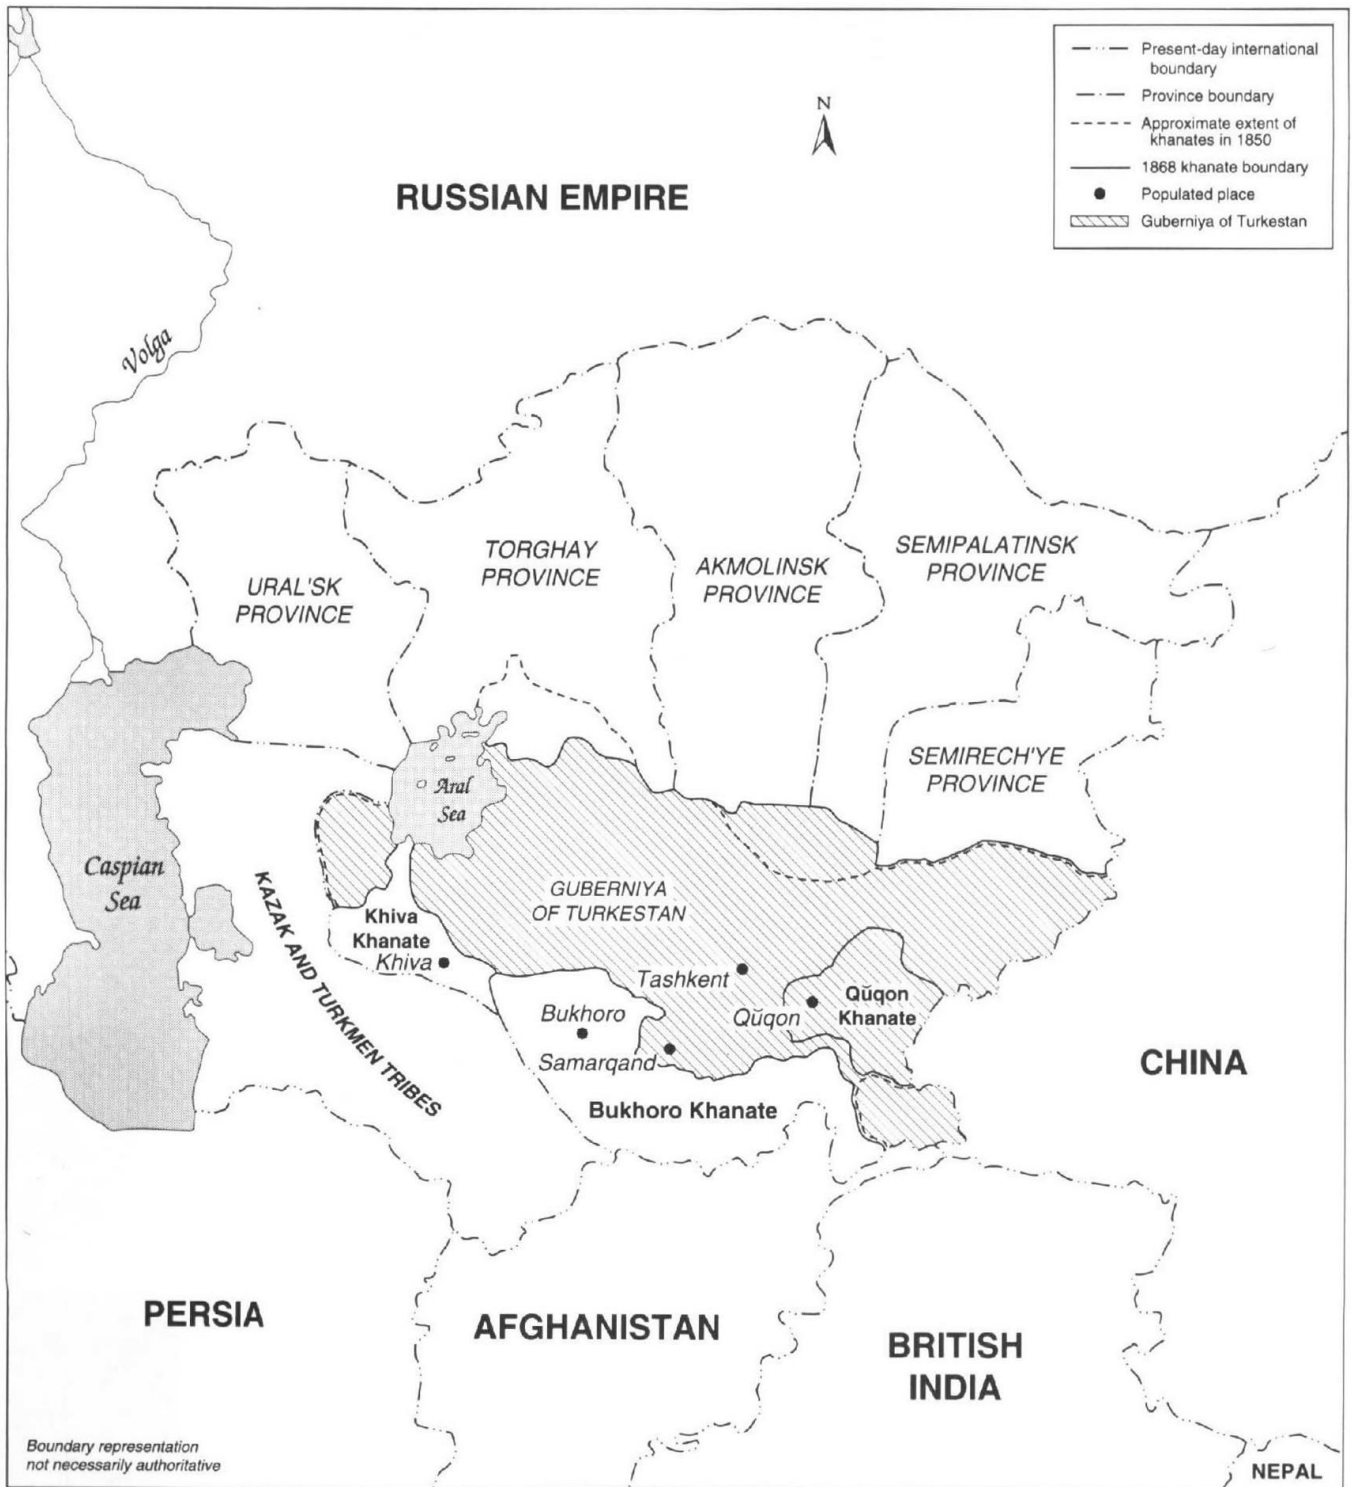 Present-day international
boundary
Province boundary
Approximate extent of
khanates in 1850
1868 khanate boundary
Populated place
Guberniya of Turkestan
N
RUSSIAN EMPIRE
Volga
TORGHAY
PROVINCE
AKMOLINSK
PROVINCE
SEMIPALATINSK
PROVINCE
URAL'SK
PROVINCE
SEMIRECH'YE
PROVINCE
Aral
Sea
Caspian
Sea
GUBERNIYA
OF TURKESTAN
KAZAK AND TURKMEN TRIBES
Khiva
Khanate
Khiva
Tashkent
Qŭqon
Qŭqon
Khanate
Bukhoro
Samarqand
Bukhoro Khanate
CHINA
PERSIA
AFGHANISTAN
BRITISH
INDIA
Boundary representation
not necessarily authoritative
NEPAL